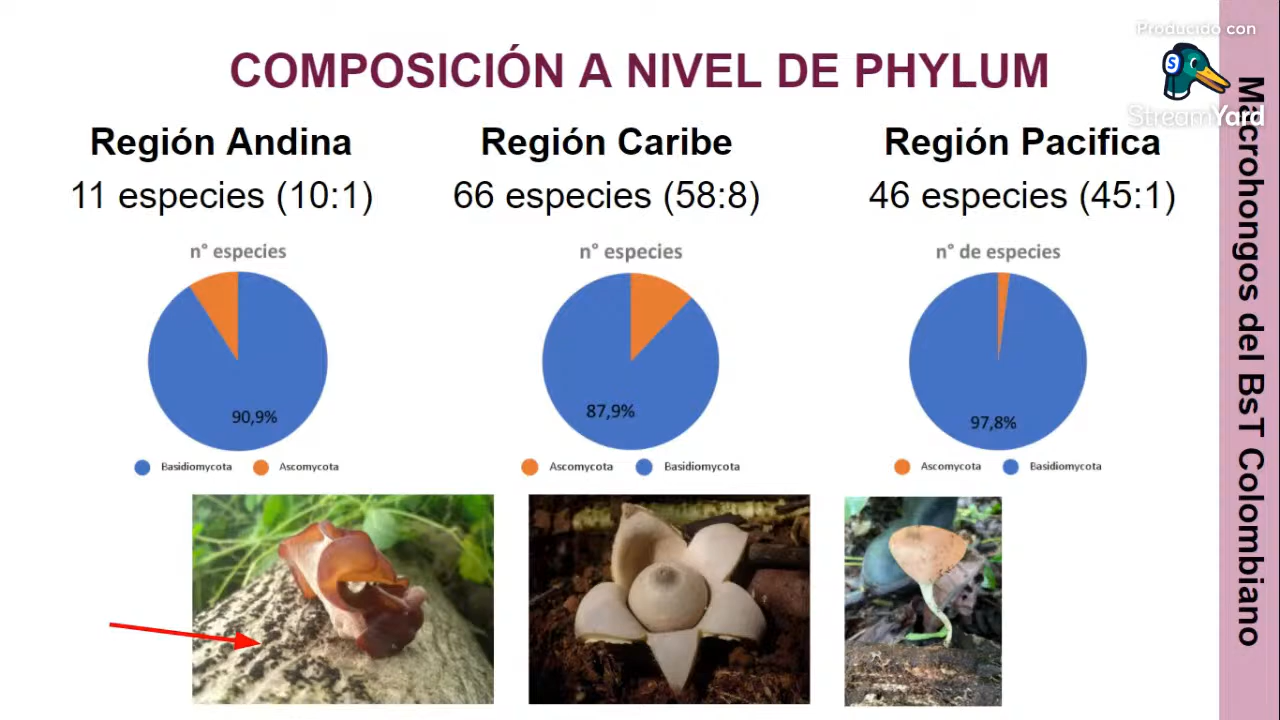 Producido con
S
StreamYard
COMPOSICIÓN A NIVEL DE PHYLUM
Región Andina
11 especies (10:1)
n° especies
90,9%
Basidiomycota Ascomycota
Región Caribe
66 especies (58:8)
n° especies
87,9%
Ascomycota Basidiomycota
Región Pacifica
46 especies (45:1)
n° de especies
97,8%
Ascomycota Basidiomycota
Macrohongos del BsT Colombiano